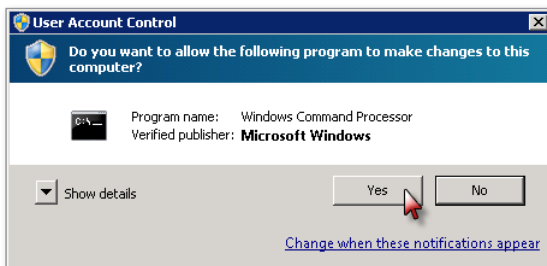 User Account Control
Do you want to allow the following program to make changes to this
computer?
C:\_
Program name: Windows Command Processor
Verified publisher: Microsoft Windows
Show details
Yes
No
Change when these notifications appear